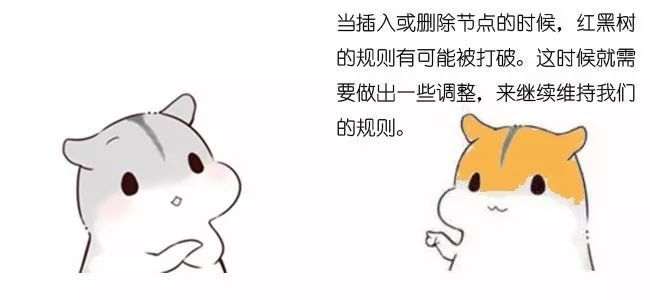 当插入或删除节点的时候，红黑树
的规则有可能被打破。这时候就需
要做出一些调整，来继续维持我们
的规则。